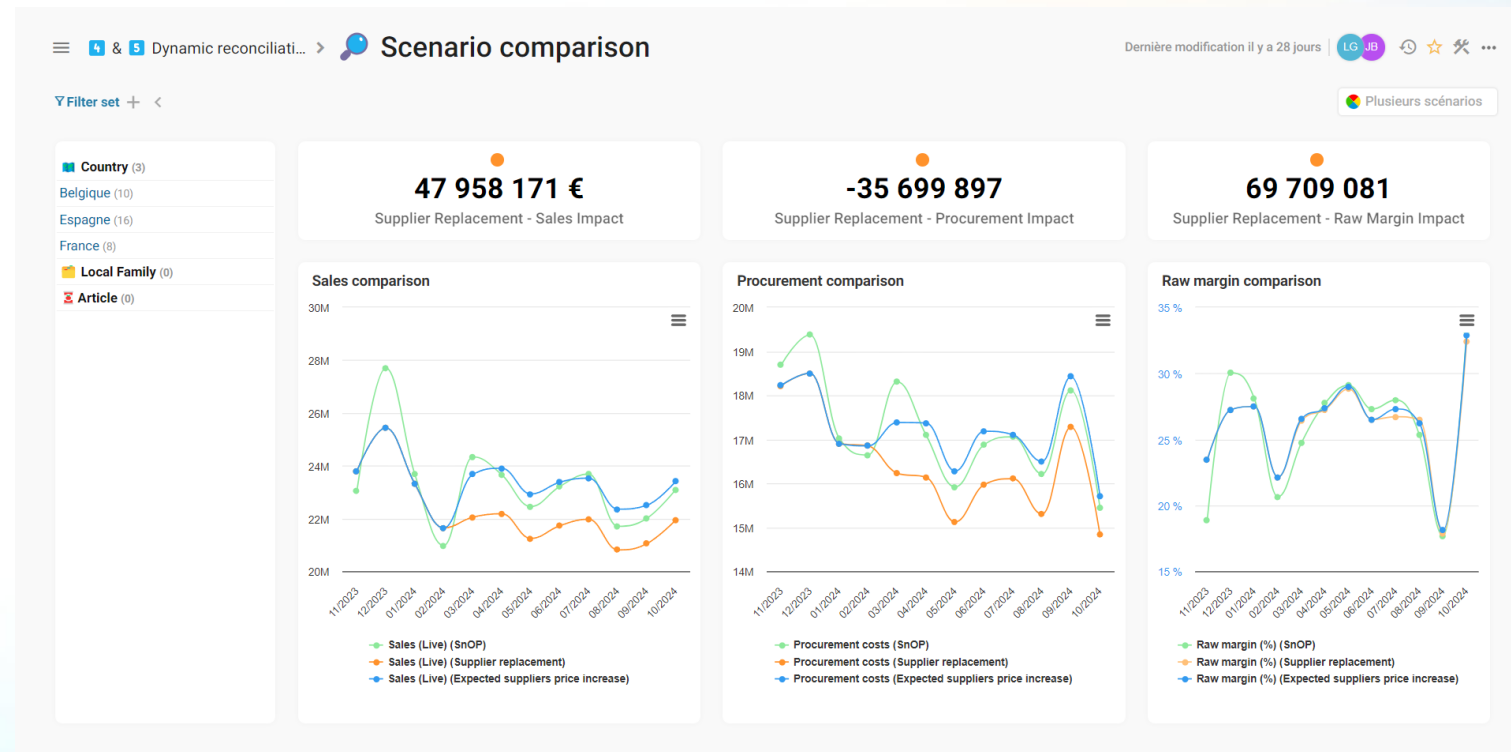 4 & 5 Dynamic reconciliati... > Scenario comparison
Dernière modification il y a 28 jours
LG JB
Filter set
Plusieurs scénarios
Country (3)
Belgique (10)
Espagne (16)
France (8)
Local Family (0)
Article (0)
47 958 171 €
Supplier Replacement - Sales Impact
-35 699 897
Supplier Replacement - Procurement Impact
69 709 081
Supplier Replacement - Raw Margin Impact
Sales comparison
30M
28M
26M
24M
22M
20M
11/2023 12/2023 01/2024 02/2024 03/2024 04/2024 05/2024 06/2024 07/2024 08/2024 09/2024 10/2024
Sales (Live) (SnOP)
Sales (Live) (Supplier replacement)
Sales (Live) (Expected suppliers price increase)
Procurement comparison
20M
19M
18M
17M
16M
15M
14M
11/2023 12/2023 01/2024 02/2024 03/2024 04/2024 05/2024 06/2024 07/2024 08/2024 09/2024 10/2024
Procurement costs (SnOP)
Procurement costs (Supplier replacement)
Procurement costs (Expected suppliers price increase)
Raw margin comparison
35 %
30 %
25 %
20 %
15 %
11/2023 12/2023 01/2024 02/2024 03/2024 04/2024 05/2024 06/2024 07/2024 08/2024 09/2024 10/2024
Raw margin (%) (SnOP)
Raw margin (%) (Supplier replacement)
Raw margin (%) (Expected suppliers price increase)